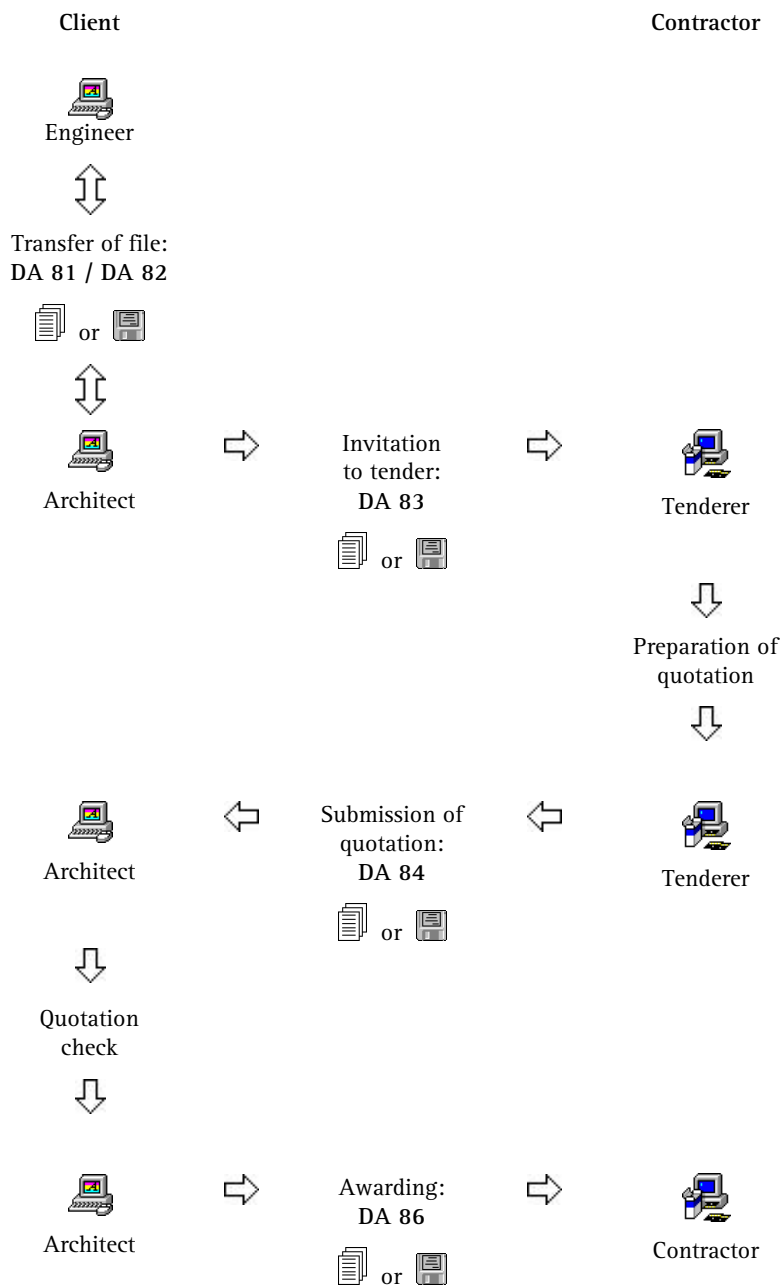 Client
Contractor
Engineer
Transfer of file:
DA 81 / DA 82
or
Architect
Invitation
to tender:
DA 83
or
Tenderer
Preparation of
quotation
Architect
Submission of
quotation:
DA 84
or
Tenderer
Quotation
check
Architect
Awarding:
DA 86
or
Contractor